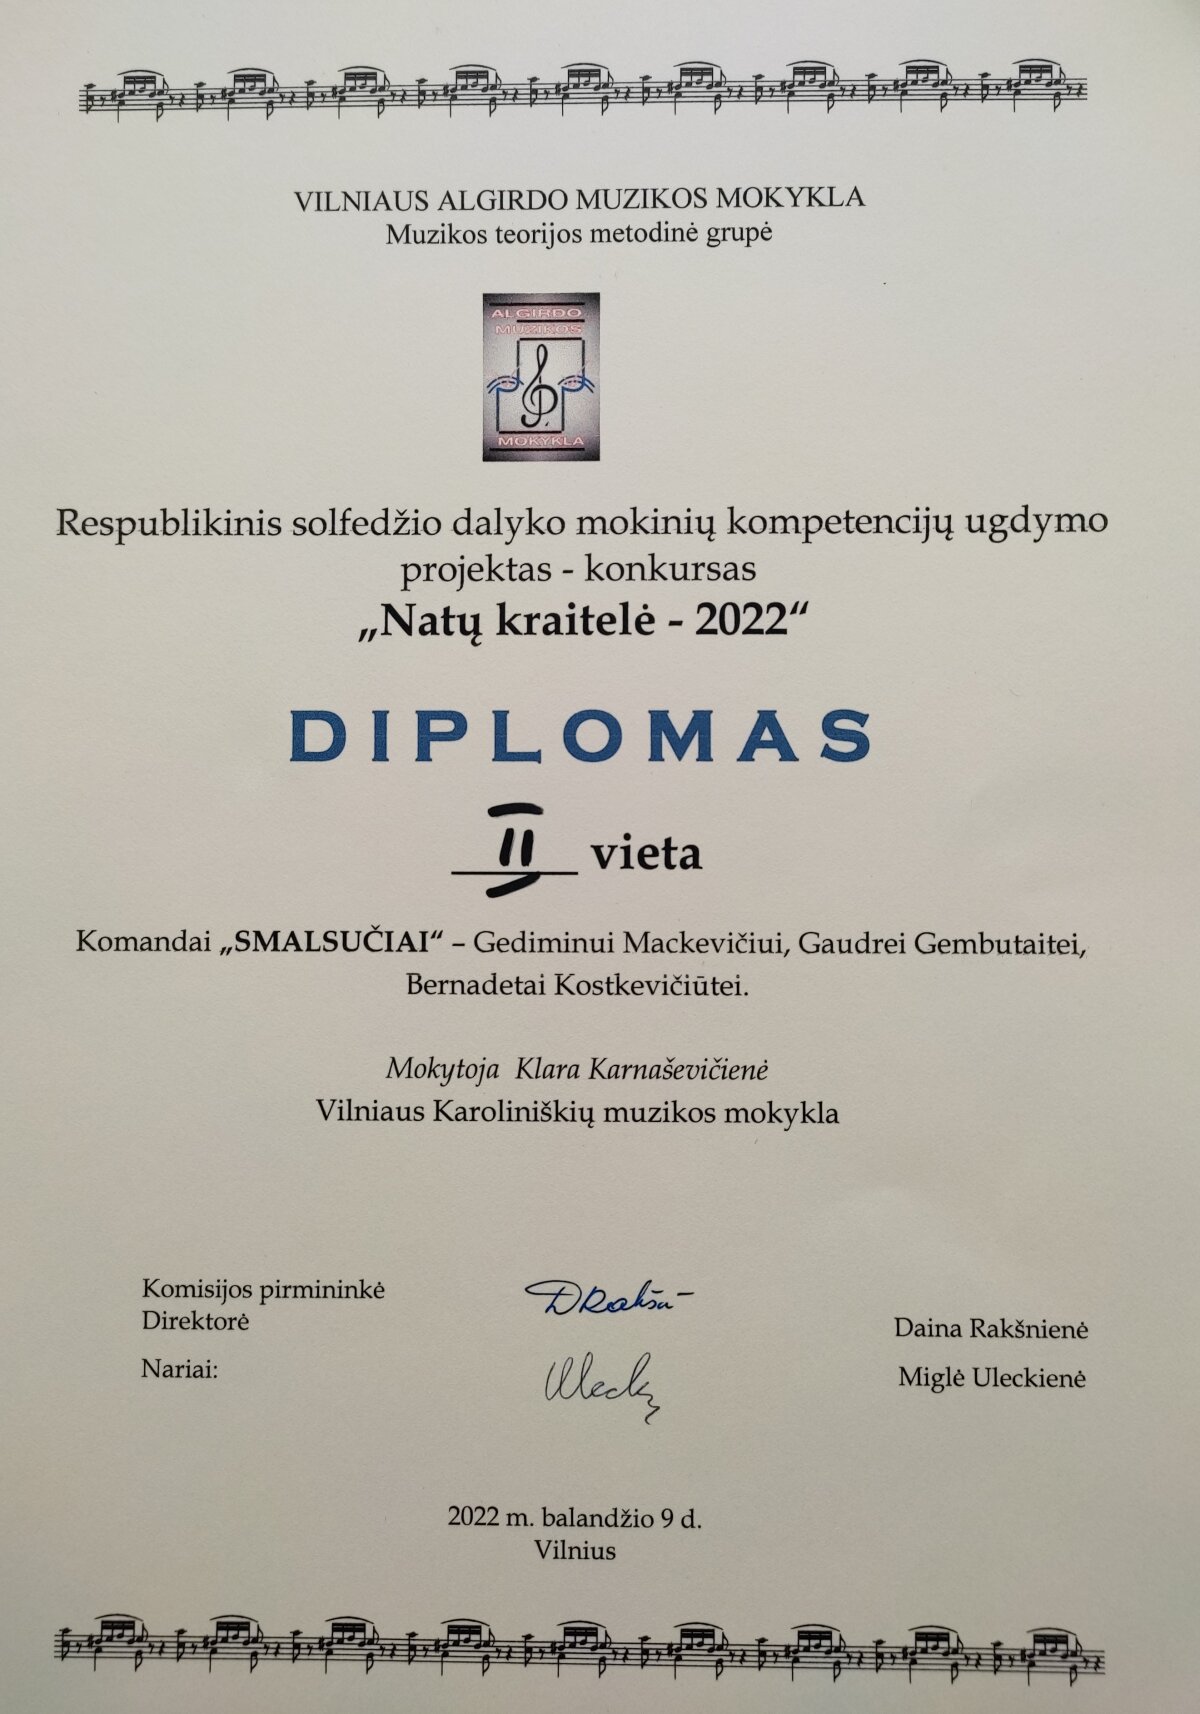 VILNIAUS ALGIRDO MUZIKOS MOKYKLA
Muzikos teorijos metodinė grupė
ALGIRDO
MUZIKOS
MOKYKLA
Respublikinis solfedžio dalyko mokinių kompetencijų ugdymo
projektas - konkursas
„Natų kraitelė - 2022“
DIPLOMAS
II vieta
Komandai „SMALSUČIAI“ – Gediminui Mackevičiui, Gaudrei Gembutaitei,
Bernadetai Kostkevičiūtei.
Mokytoja Klara Karnaševičienė
Vilniaus Karoliniškių muzikos mokykla
Komisijos pirmininkė
Direktorė
Daina Rakšnienė
Nariai:
Miglė Uleckienė
2022 m. balandžio 9 d.
Vilnius